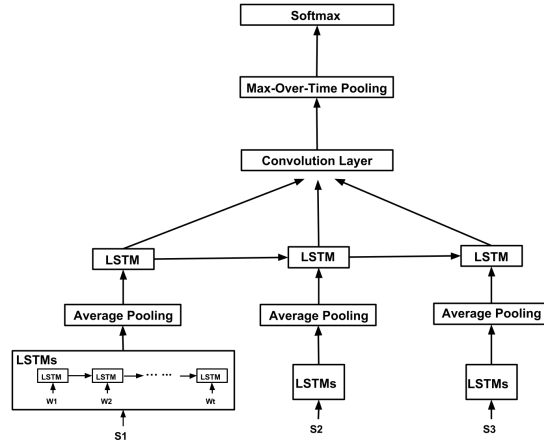 Softmax
Max-Over-Time Pooling
Convolution Layer
LSTM LSTM LSTM
Average Pooling Average Pooling Average Pooling
LSTMs
LSTM LSTM ... ... LSTM
W1 W2 Wt
LSTMs LSTMs
S1 S2 S3